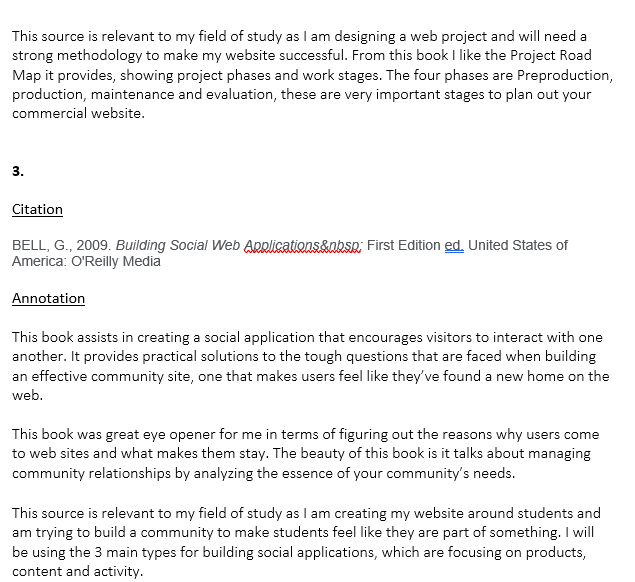 This source is relevant to my field of study as I am designing a web project and will need a
strong methodology to make my website successful. From this book I like the Project Road
Map it provides, showing project phases and work stages. The four phases are Preproduction,
production, maintenance and evaluation, these are very important stages to plan out your
commercial website.
3.
Citation
BELL, G., 2009. Building Social Web Applications&nbsp; First Edition ed. United States of
America: O'Reilly Media
Annotation
This book assists in creating a social application that encourages visitors to interact with one
another. It provides practical solutions to the tough questions that are faced when building
an effective community site, one that makes users feel like they've found a new home on the
web.
This book was great eye opener for me in terms of figuring out the reasons why users come
to web sites and what makes them stay. The beauty of this book is it talks about managing
community relationships by analyzing the essence of your community's needs.
This source is relevant to my field of study as I am creating my website around students and
am trying to build a community to make students feel like they are part of something. I will
be using the 3 main types for building social applications, which are focusing on products,
content and activity.